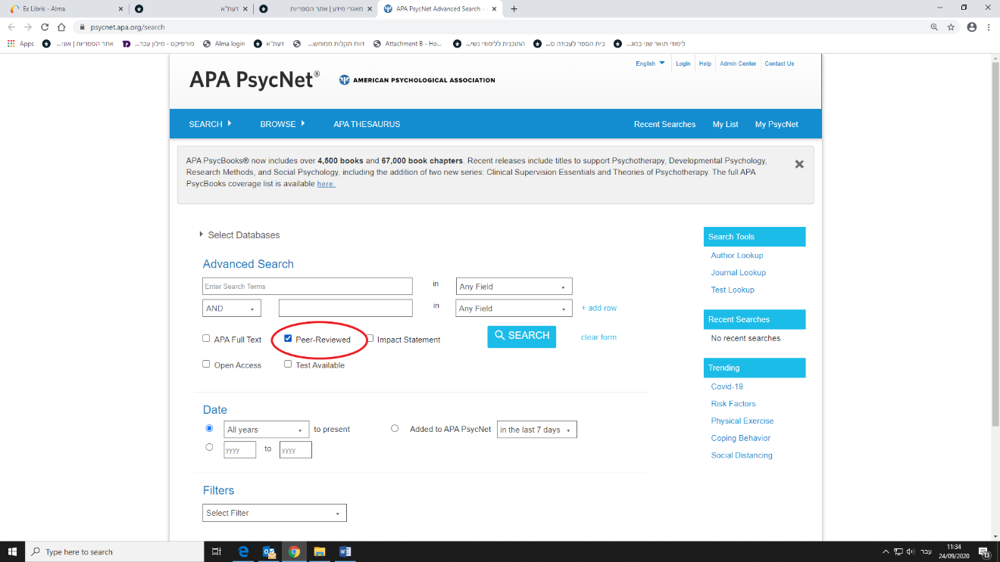 Ex Libris - Alma
דעת"א
מאגרי מידע | אתר הספריות
APA PsycNet Advanced Search -
psycnet.apa.org/search
Apps
אתר הספריות | אוני...
מורפיקס - מילון עבר...
Alma login
דעת"א
דווח תקלות ממוחש...
Attachment B - Ho...
התוכנית ללימודי נשי...
בית הספר לעבודה ס...
לימודי תואר שני במג...
English
Login
Help
Admin Center
Contact Us
APA PsycNet®
AMERICAN PSYCHOLOGICAL ASSOCIATION
SEARCH
BROWSE
APA THESAURUS
Recent Searches
My List
My PsycNet
APA PsycBooks® now includes over 4,500 books and 67,000 book chapters. Recent releases include titles to support Psychotherapy, Developmental Psychology,
Research Methods, and Social Psychology, including the addition of two new series: Clinical Supervision Essentials and Theories of Psychotherapy. The full APA
PsycBooks coverage list is available here.
Select Databases
Advanced Search
Enter Search Terms
in
Any Field
AND
in
Any Field
+ add row
APA Full Text
Peer-Reviewed
Impact Statement
SEARCH
clear form
Open Access
Test Available
Date
All years
to present
Added to APA PsycNet
in the last 7 days
yyyy
to
yyyy
Filters
Select Filter
Search Tools
Author Lookup
Journal Lookup
Test Lookup
Recent Searches
No recent searches
Trending
Covid-19
Risk Factors
Physical Exercise
Coping Behavior
Social Distancing
Type here to search
עבר
11:34
24/09/2020
13